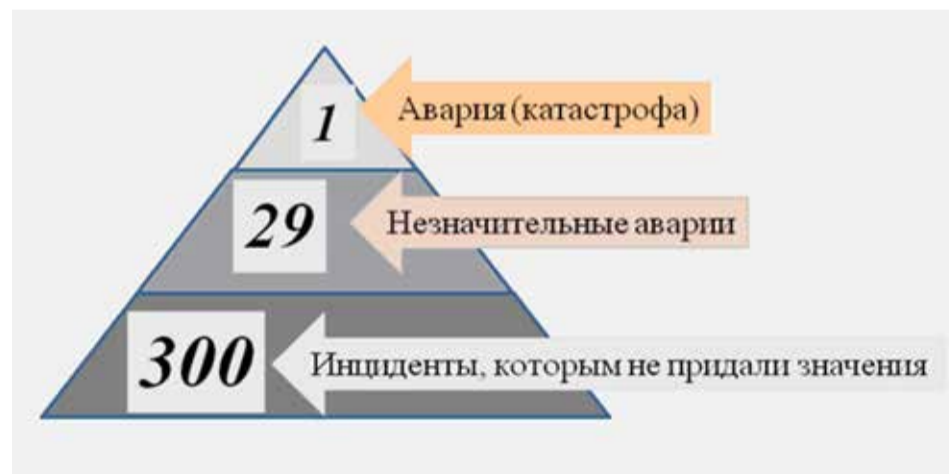 1
Авария (катастрофа)
29
Незначительные аварии
300
Инциденты, которым не придали значения